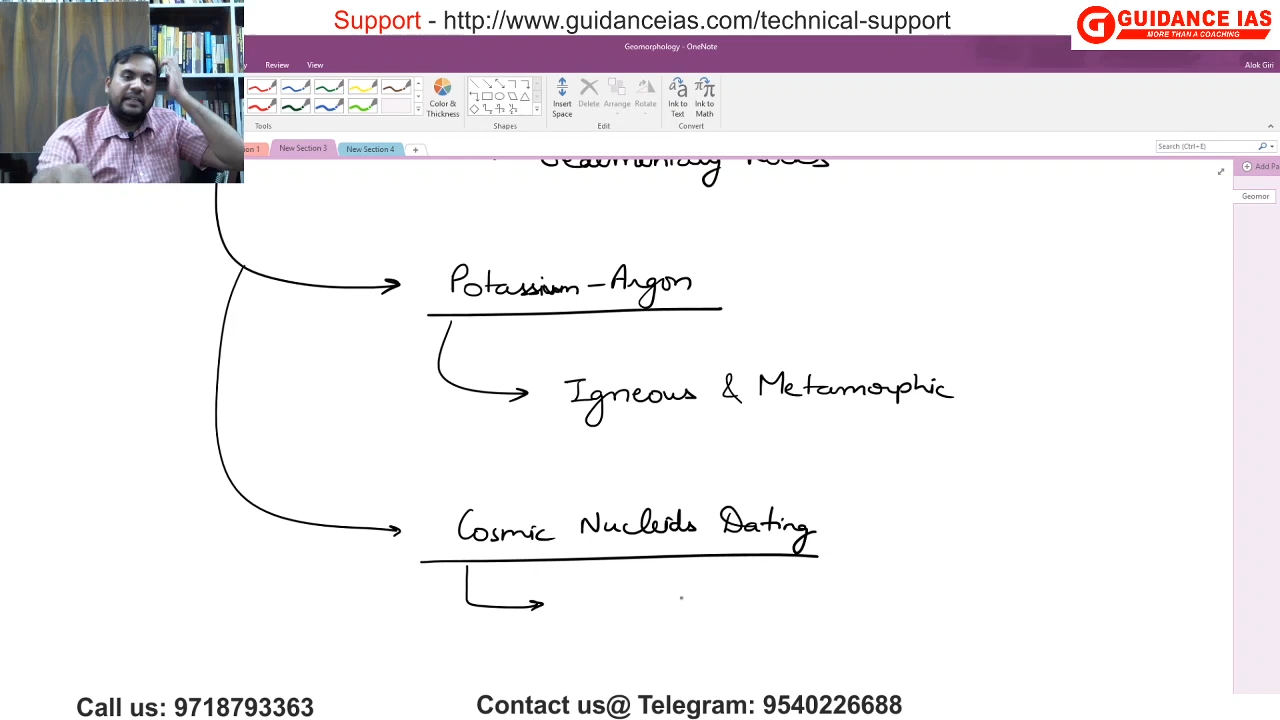 Support - http://www.guidanceias.com/technical-support
GUIDANCE IAS
MORE THAN A COACHING
Geomorphology - OneNote
Review View
Alok Giri
Color & Thickness
Insert Space
Delete Arrange Rotate
Ink to Text
Ink to Math
Tools Shapes Edit Convert
New Section 3 New Section 4
Search (Ctrl+E)
Add Pa
Geomor
Sedimentary
Potassium - Argon
Igneous & Metamorphic
Cosmic Nucleids Dating
Call us: 9718793363
Contact us@ Telegram: 9540226688